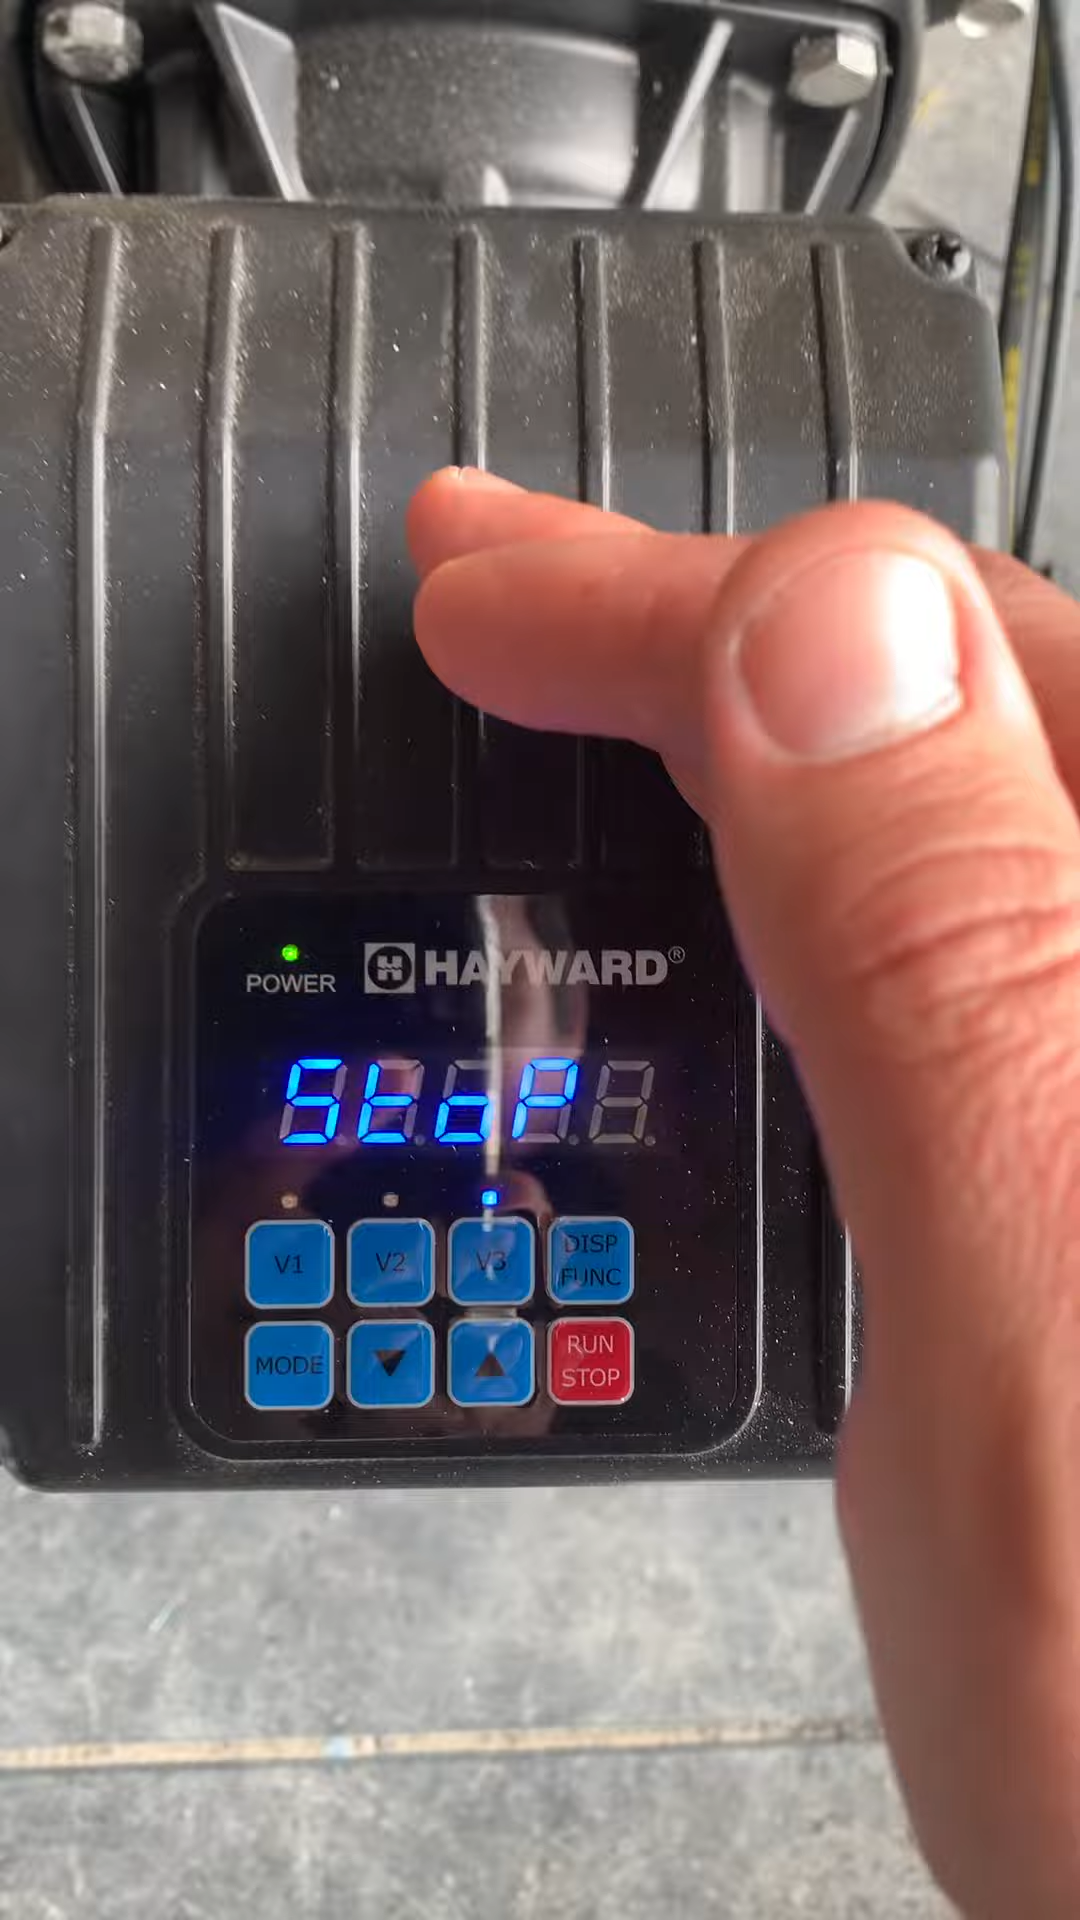 POWER
HAYWARD®
StoP
V1 V2 V3 DISP FUNC
MODE ▼ ▲ RUN STOP